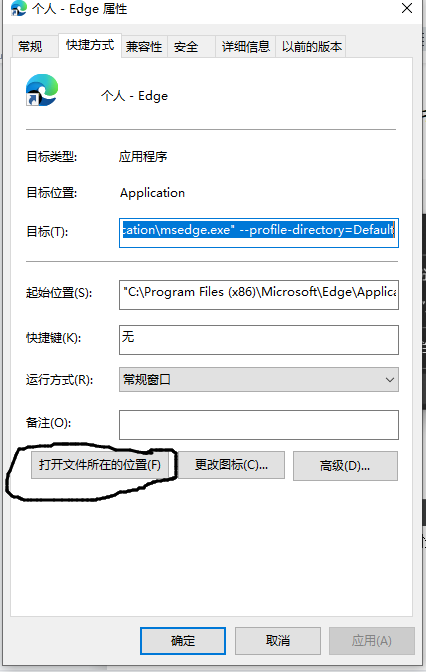 个人 - Edge 属性
常规 快捷方式 兼容性 安全 详细信息 以前的版本
个人 - Edge
目标类型: 应用程序
目标位置: Application
目标(T): cation\msedge.exe" --profile-directory=Default
起始位置(S): "C:\Program Files (x86)\Microsoft\Edge\Applica
快捷键(K): 无
运行方式(R): 常规窗口
备注(O):
打开文件所在的位置(F) 更改图标(C)... 高级(D)...
确定 取消 应用(A)